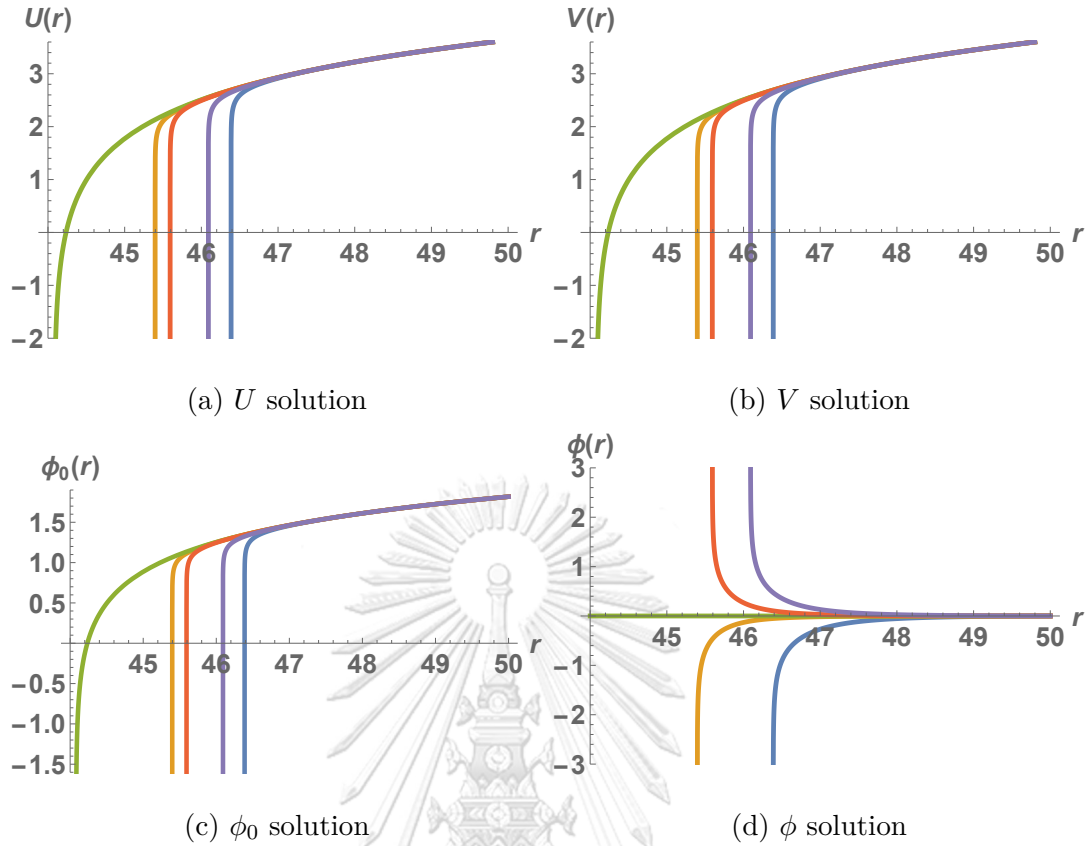 U(r)
3
2
1
45 46 47 48 49 50 r
−1
−2
(a) U solution
V(r)
3
2
1
45 46 47 48 49 50 r
−1
−2
(b) V solution
ϕ₀(r)
1.5
1.0
0.5
45 46 47 48 49 50 r
−0.5
−1.0
−1.5
(c) ϕ₀ solution
ϕ(r)
3
2
1
45 46 47 48 49 50 r
−1
−2
−3
(d) ϕ solution